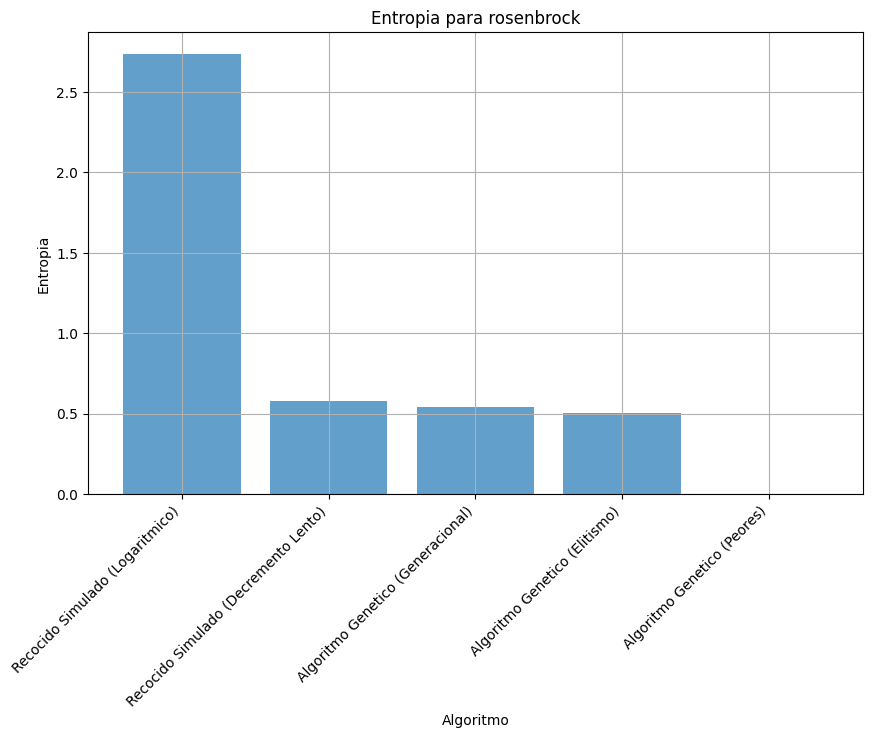 Entropia para rosenbrock
Entropia
2.5
2.0
1.5
1.0
0.5
0.0
Recocido Simulado (Logaritmico)
Recocido Simulado (Decremento Lento)
Algoritmo Genetico (Generacional)
Algoritmo Genetico (Elitismo)
Algoritmo Genetico (Peores)
Algoritmo